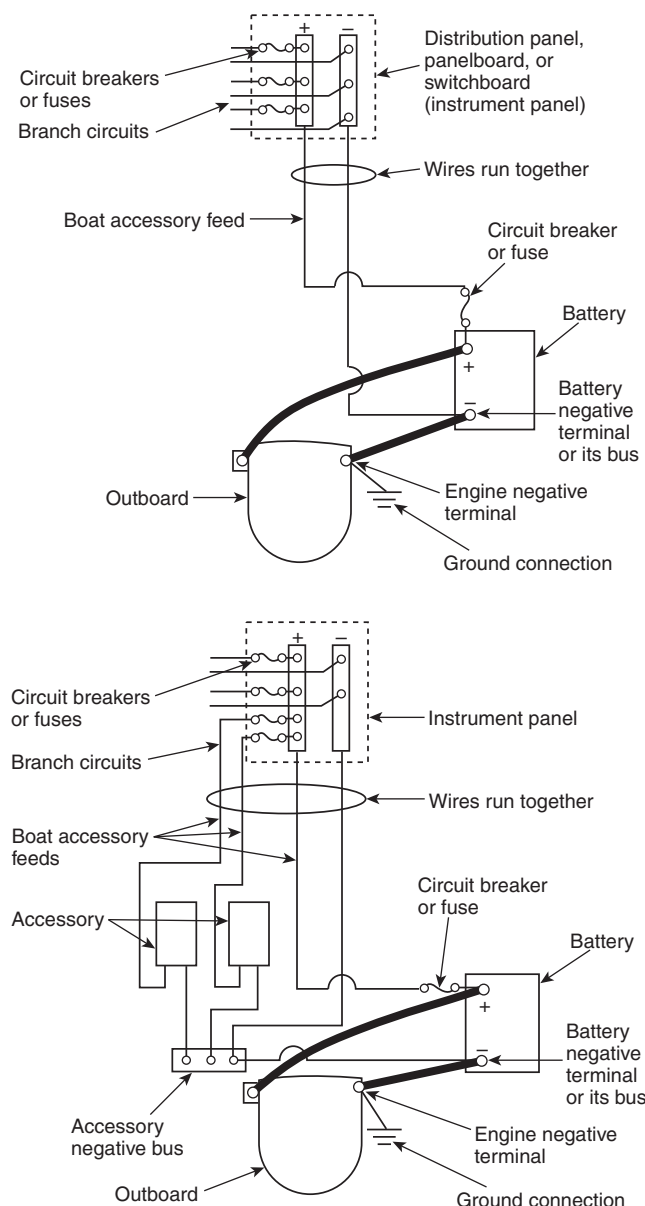 + −
Distribution panel,
panelboard, or
switchboard
(instrument panel)
Circuit breakers
or fuses
Branch circuits
Wires run together
Boat accessory feed
Circuit breaker
or fuse
Battery
+
−
Battery
negative
terminal
or its bus
Outboard
Engine negative
terminal
Ground connection
+ −
Circuit breakers
or fuses
Instrument panel
Branch circuits
Wires run together
Boat accessory
feeds
Circuit breaker
or fuse
Accessory
Battery
+
−
Battery
negative
terminal
or its bus
Accessory
negative bus
Engine negative
terminal
Outboard
Ground connection